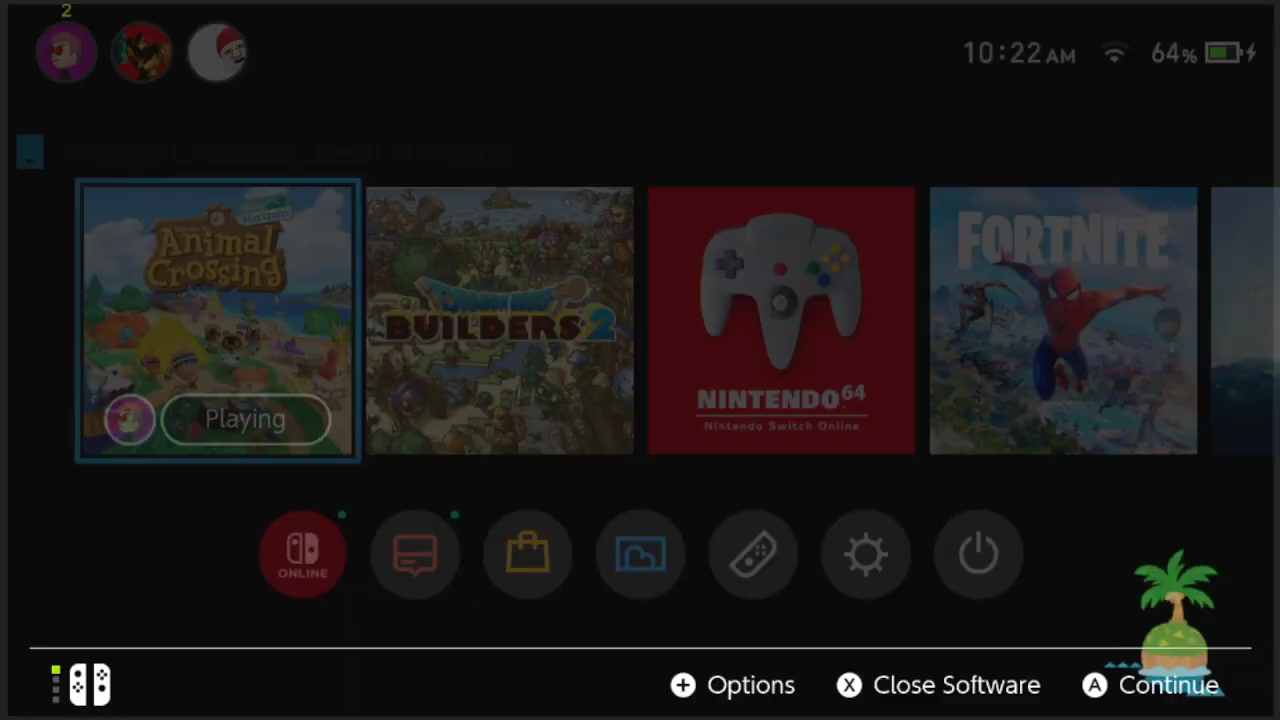 2
10:22 AM 64%
Horizons
Animal
Crossing
Playing
BUILDERS 2
NINTENDO 64
Nintendo Switch Online
FORTNITE
ONLINE
+ Options X Close Software A Continue